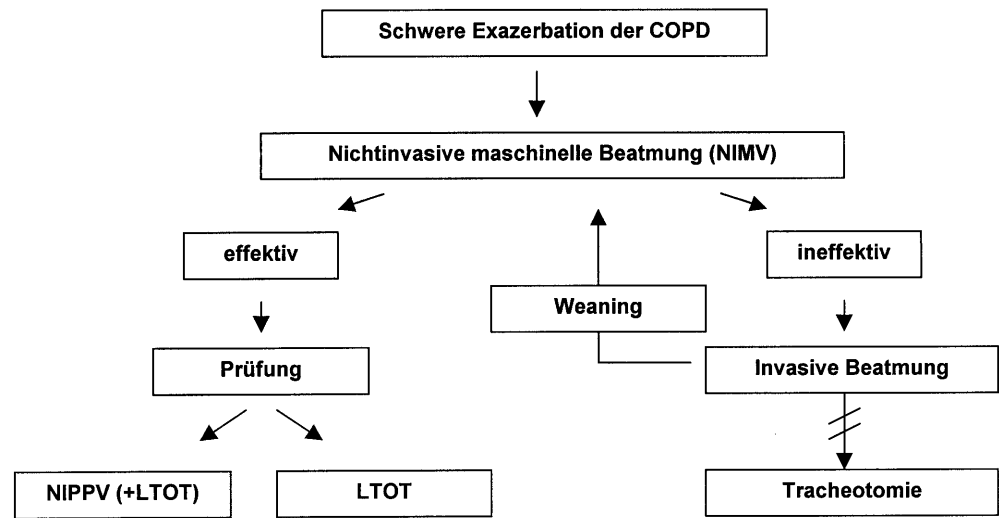 Schwere Exazerbation der COPD
Nichtinvasive maschinelle Beatmung (NIMV)
effektiv
ineffektiv
Weaning
Prüfung
Invasive Beatmung
NIPPV (+LTOT)
LTOT
Tracheotomie